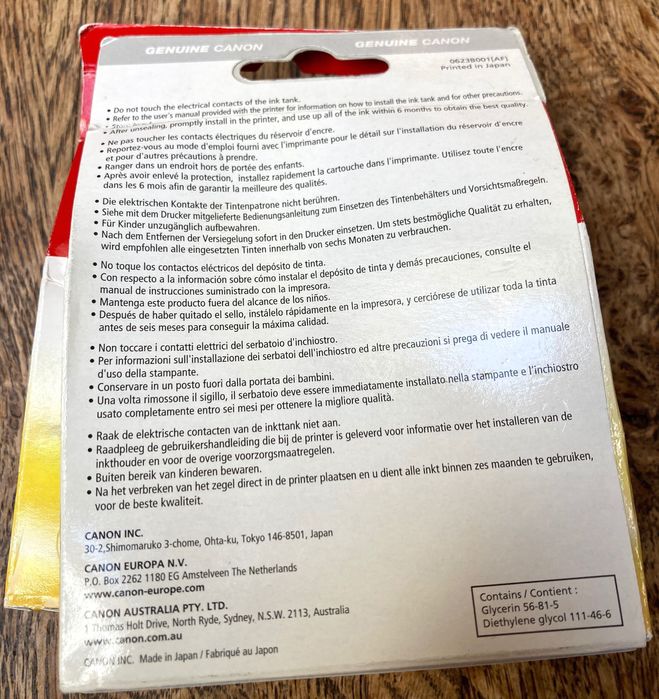 GENUINE CANON GENUINE CANON
0623B001[AF]
Printed in Japan
• Do not touch the electrical contacts of the ink tank.
• Refer to the user's manual provided with the printer for information on how to install the ink tank and for other precautions.
• After unsealing, promptly install in the printer, and use up all of the ink within 6 months to obtain the best quality.
• Ne pas toucher les contacts électriques du réservoir d'encre.
• Reportez-vous au mode d'emploi fourni avec l'imprimante pour le détail sur l'installation du réservoir d'encre
et pour d'autres précautions à prendre.
• Ranger dans un endroit hors de portée des enfants.
• Après avoir enlevé la protection, installez rapidement la cartouche dans l'imprimante. Utilisez toute l'encre
dans les 6 mois afin de garantir la meilleure des qualités.
• Die elektrischen Kontakte der Tintenpatrone nicht berühren.
• Siehe mit dem Drucker mitgelieferte Bedienungsanleitung zum Einsetzen des Tintenbehälters und Vorsichtsmaßregeln.
• Für Kinder unzugänglich aufbewahren.
• Nach dem Entfernen der Versiegelung sofort in den Drucker einsetzen. Um stets bestmögliche Qualität zu erhalten,
wird empfohlen alle eingesetzten Tinten innerhalb von sechs Monaten zu verbrauchen.
• No toque los contactos eléctricos del depósito de tinta.
• Con respecto a la información sobre cómo instalar el depósito de tinta y demás precauciones, consulte el
manual de instrucciones suministrado con la impresora.
• Mantenga este producto fuera del alcance de los niños.
• Después de haber quitado el sello, instálelo rápidamente en la impresora, y cerciórese de utilizar toda la tinta
antes de seis meses para conseguir la máxima calidad.
• Non toccare i contatti elettrici del serbatoio d'inchiostro.
• Per informazioni sull'installazione dei serbatoi dell'inchiostro ed altre precauzioni si prega di vedere il manuale
d'uso della stampante.
• Conservare in un posto fuori dalla portata dei bambini.
• Una volta rimossone il sigillo, il serbatoio deve essere immediatamente installato nella stampante e l'inchiostro
usato completamente entro sei mesi per ottenere la migliore qualità.
• Raak de elektrische contacten van de inkttank niet aan.
• Raadpleeg de gebruikershandleiding die bij de printer is geleverd voor informatie over het installeren van de
inkthouder en voor de overige voorzorgsmaatregelen.
• Buiten bereik van kinderen bewaren.
• Na het verbreken van het zegel direct in de printer plaatsen en u dient alle inkt binnen zes maanden te gebruiken,
voor de beste kwaliteit.
CANON INC.
30-2,Shimomaruko 3-chome, Ohta-ku, Tokyo 146-8501, Japan
CANON EUROPA N.V.
P.O. Box 2262 1180 EG Amstelveen The Netherlands
www.canon-europe.com
CANON AUSTRALIA PTY. LTD.
1 Thomas Holt Drive, North Ryde, Sydney, N.S.W. 2113, Australia
www.canon.com.au
CANON INC. Made in Japan / Fabriqué au Japon
Contains / Contient :
Glycerin 56-81-5
Diethylene glycol 111-46-6